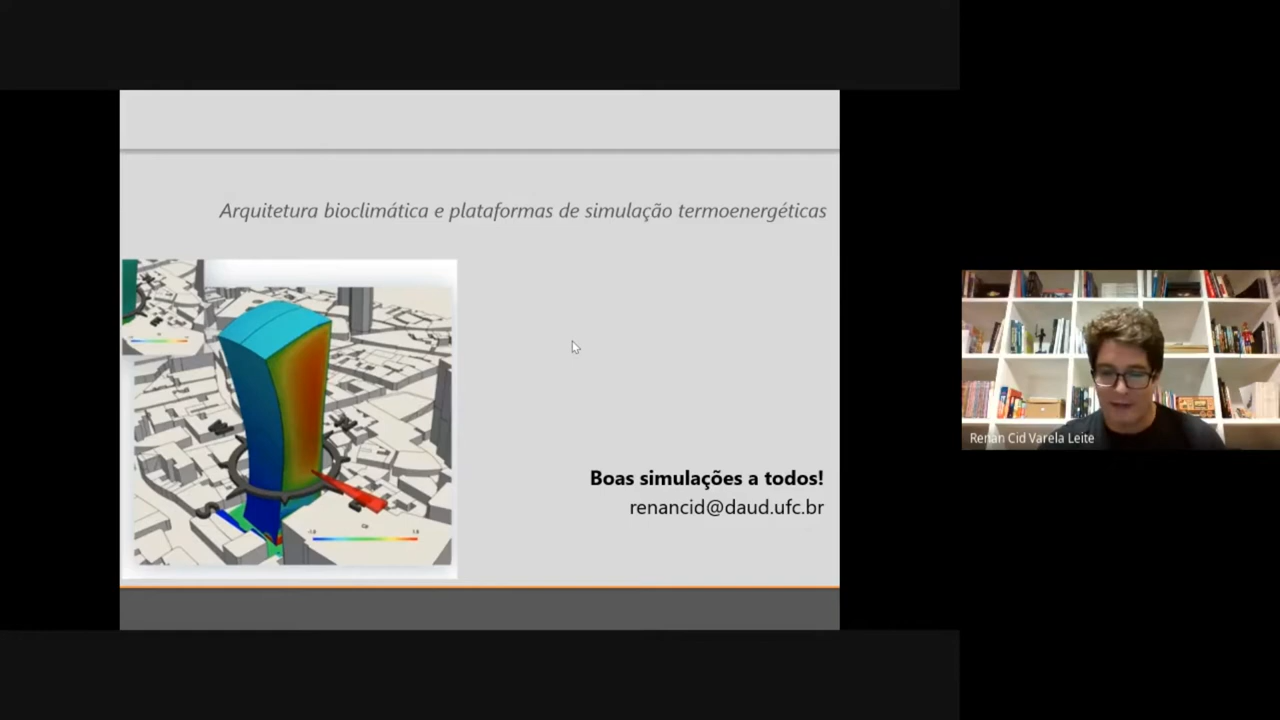 Arquitetura bioclimática e plataformas de simulação termoenergéticas
Boas simulações a todos!
renancid@daud.ufc.br
Renan Cid Varela Leite